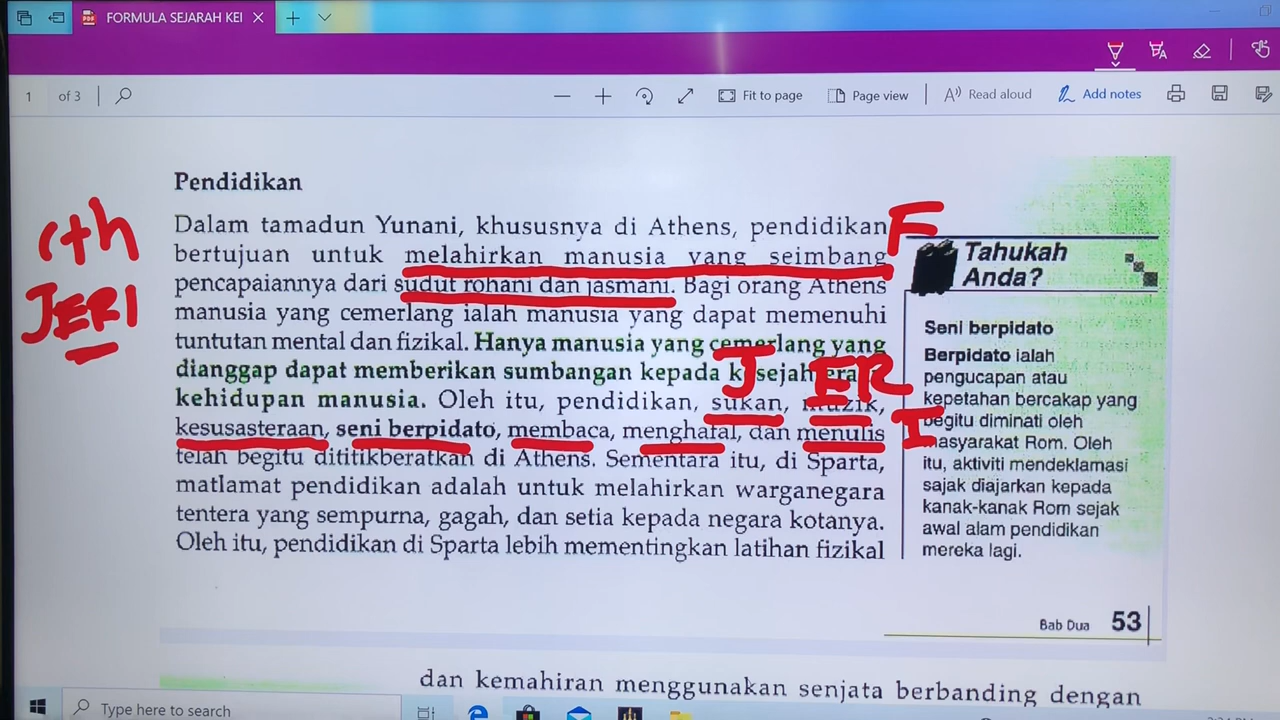 FORMULA SEJARAH KEI
1 of 3
Fit to page
Page view
Read aloud
Add notes
Pendidikan
Dalam tamadun Yunani, khususnya di Athens, pendidikan
bertujuan untuk melahirkan manusia yang seimbang
pencapaiannya dari sudut rohani dan jasmani. Bagi orang Athens
manusia yang cemerlang ialah manusia yang dapat memenuhi
tuntutan mental dan fizikal. Hanya manusia yang cemerlang yang
dianggap dapat memberikan sumbangan kepada kesejahteraan
kehidupan manusia. Oleh itu, pendidikan, sukan, muzik,
kesusasteraan, seni berpidato, membaca, menghafal, dan menulis
telah begitu dititikberatkan di Athens. Sementara itu, di Sparta,
matlamat pendidikan adalah untuk melahirkan warganegara
tentera yang sempurna, gagah, dan setia kepada negara kotanya.
Oleh itu, pendidikan di Sparta lebih mementingkan latihan fizikal
cth
JERI
F
J ER
I
Tahukah
Anda?
Seni berpidato
Berpidato ialah
pengucapan atau
kepetahan bercakap yang
begitu diminati oleh
masyarakat Rom. Oleh
itu, aktiviti mendeklamasi
sajak diajarkan kepada
kanak-kanak Rom sejak
awal alam pendidikan
mereka lagi.
Bab Dua 53
dan kemahiran menggunakan senjata berbanding dengan
Type here to search